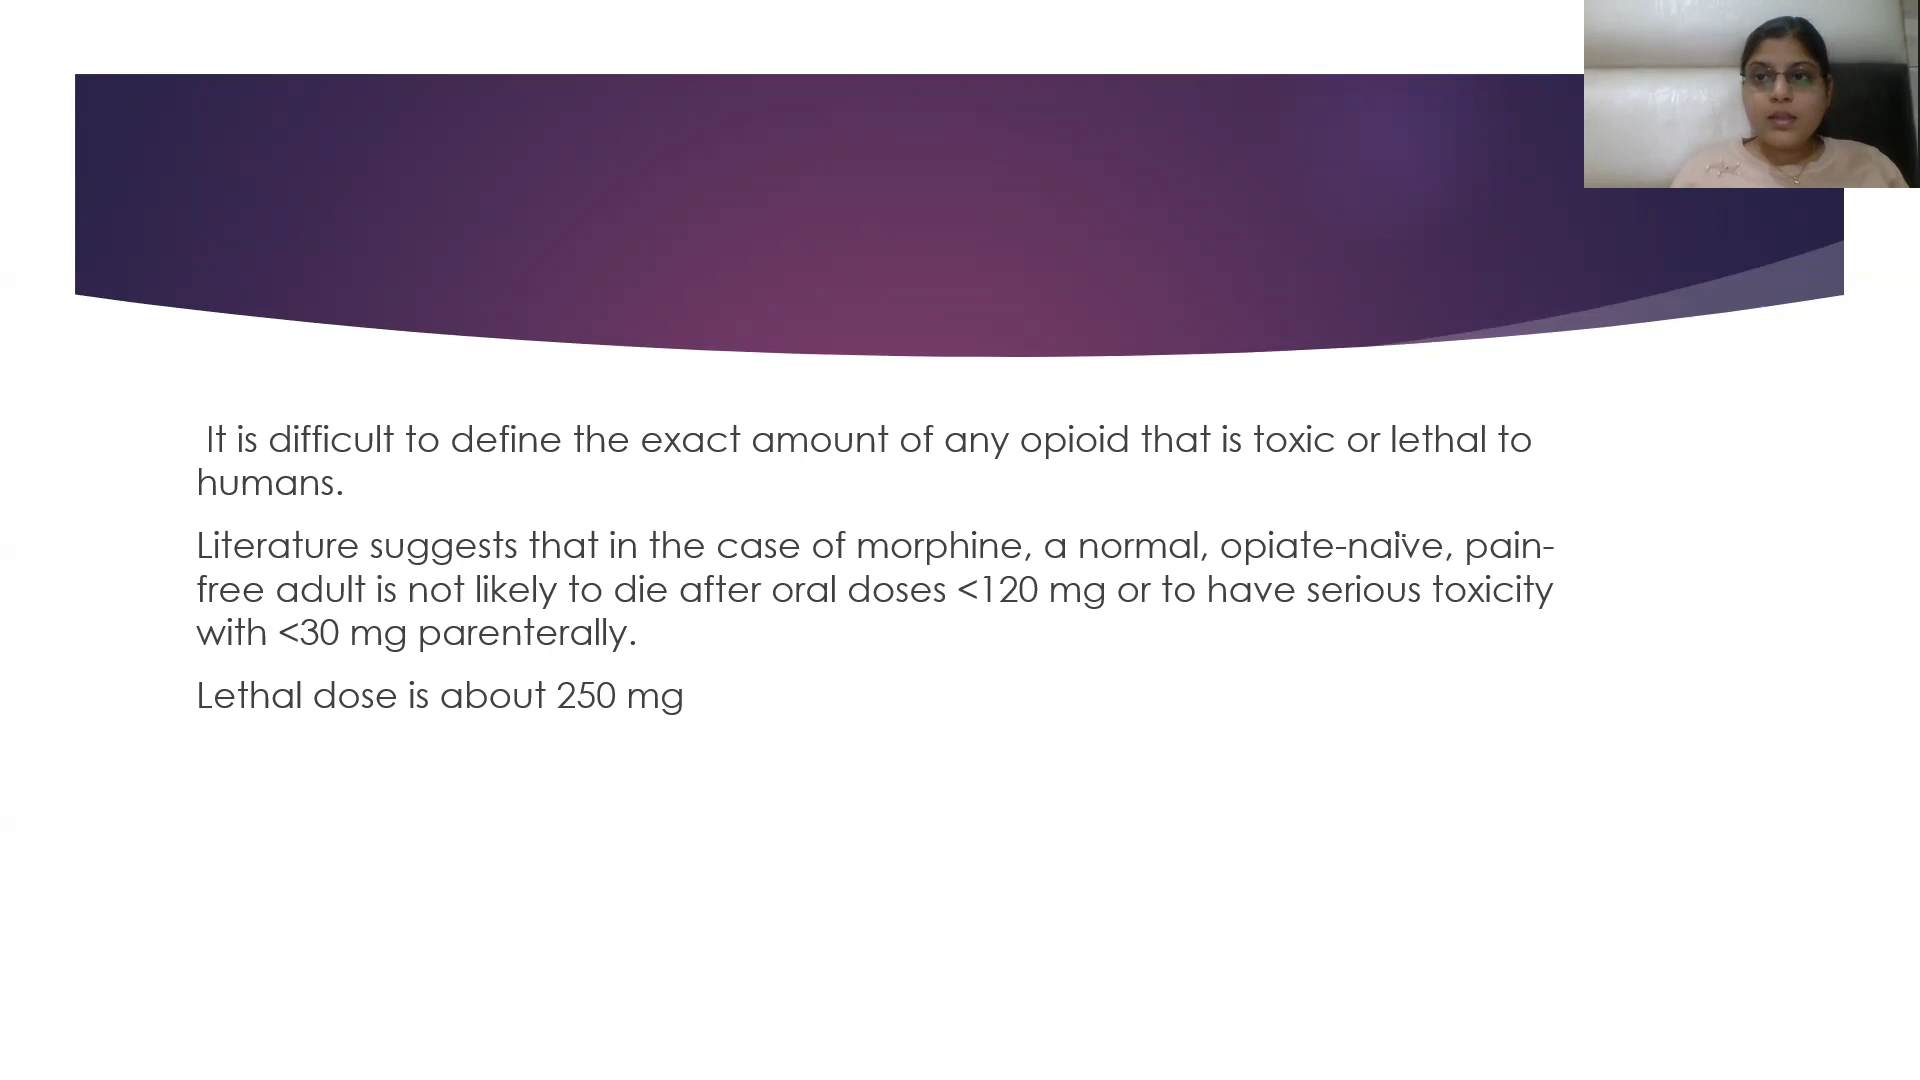 It is difficult to define the exact amount of any opioid that is toxic or lethal to
humans.
Literature suggests that in the case of morphine, a normal, opiate-naïve, pain-
free adult is not likely to die after oral doses <120 mg or to have serious toxicity
with <30 mg parenterally.
Lethal dose is about 250 mg